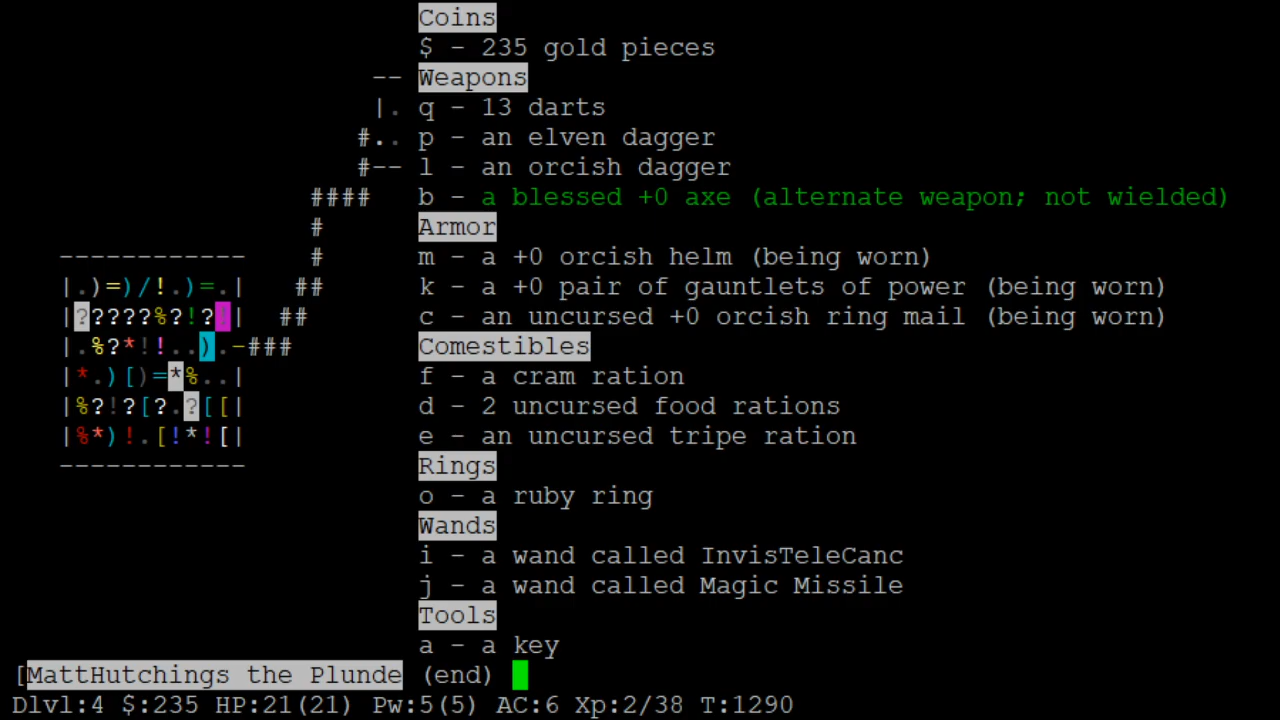 Coins
$ - 235 gold pieces
-- Weapons
|. q - 13 darts
#.. p - an elven dagger
#-- l - an orcish dagger
#### b - a blessed +0 axe (alternate weapon; not wielded)
# Armor
------------ # m - a +0 orcish helm (being worn)
|.)=)/!.)=.| ## k - a +0 pair of gauntlets of power (being worn)
|?????%?!?!| ## c - an uncursed +0 orcish ring mail (being worn)
|.%?*!!..).-### Comestibles
|*.)[)=*%..| f - a cram ration
|%?!?[?.?[[| d - 2 uncursed food rations
|%*)!.[!*![| e - an uncursed tripe ration
------------ Rings
o - a ruby ring
Wands
i - a wand called InvisTeleCanc
j - a wand called Magic Missile
Tools
a - a key
[MattHutchings the Plunde (end)
Dlvl:4 $:235 HP:21(21) Pw:5(5) AC:6 Xp:2/38 T:1290